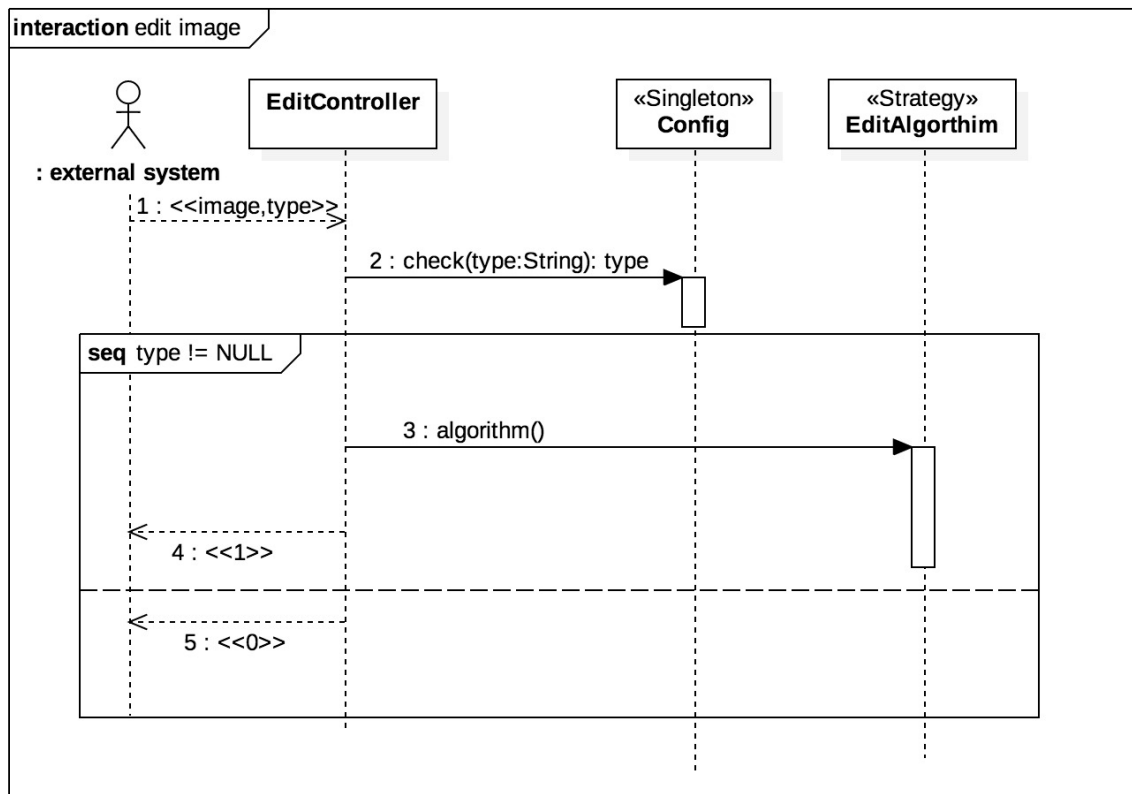 interaction edit image
EditController
«Singleton»
Config
«Strategy»
EditAlgorthim
: external system
1 : <<image,type>>
2 : check(type:String): type
seq type != NULL
3 : algorithm()
4 : <<1>>
5 : <<0>>